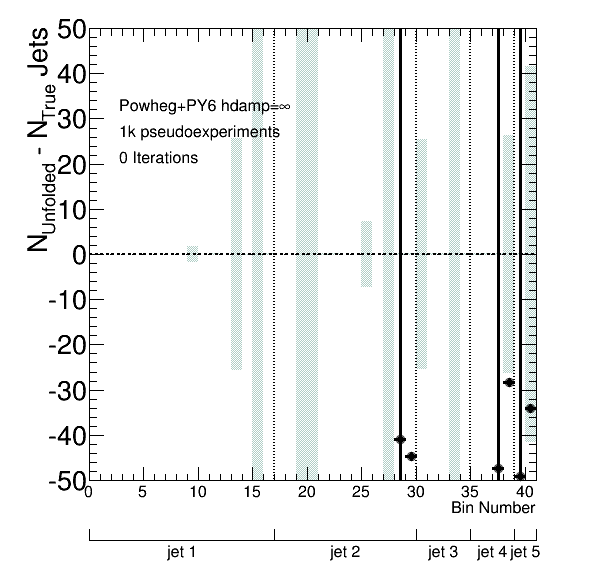 N_Unfolded - N_True Jets
50
40
30
20
10
0
-10
-20
-30
-40
-50
Powheg+PY6 hdamp=∞
1k pseudoexperiments
0 Iterations
0 5 10 15 20 25 30 35 40
Bin Number
jet 1 jet 2 jet 3 jet 4 jet 5